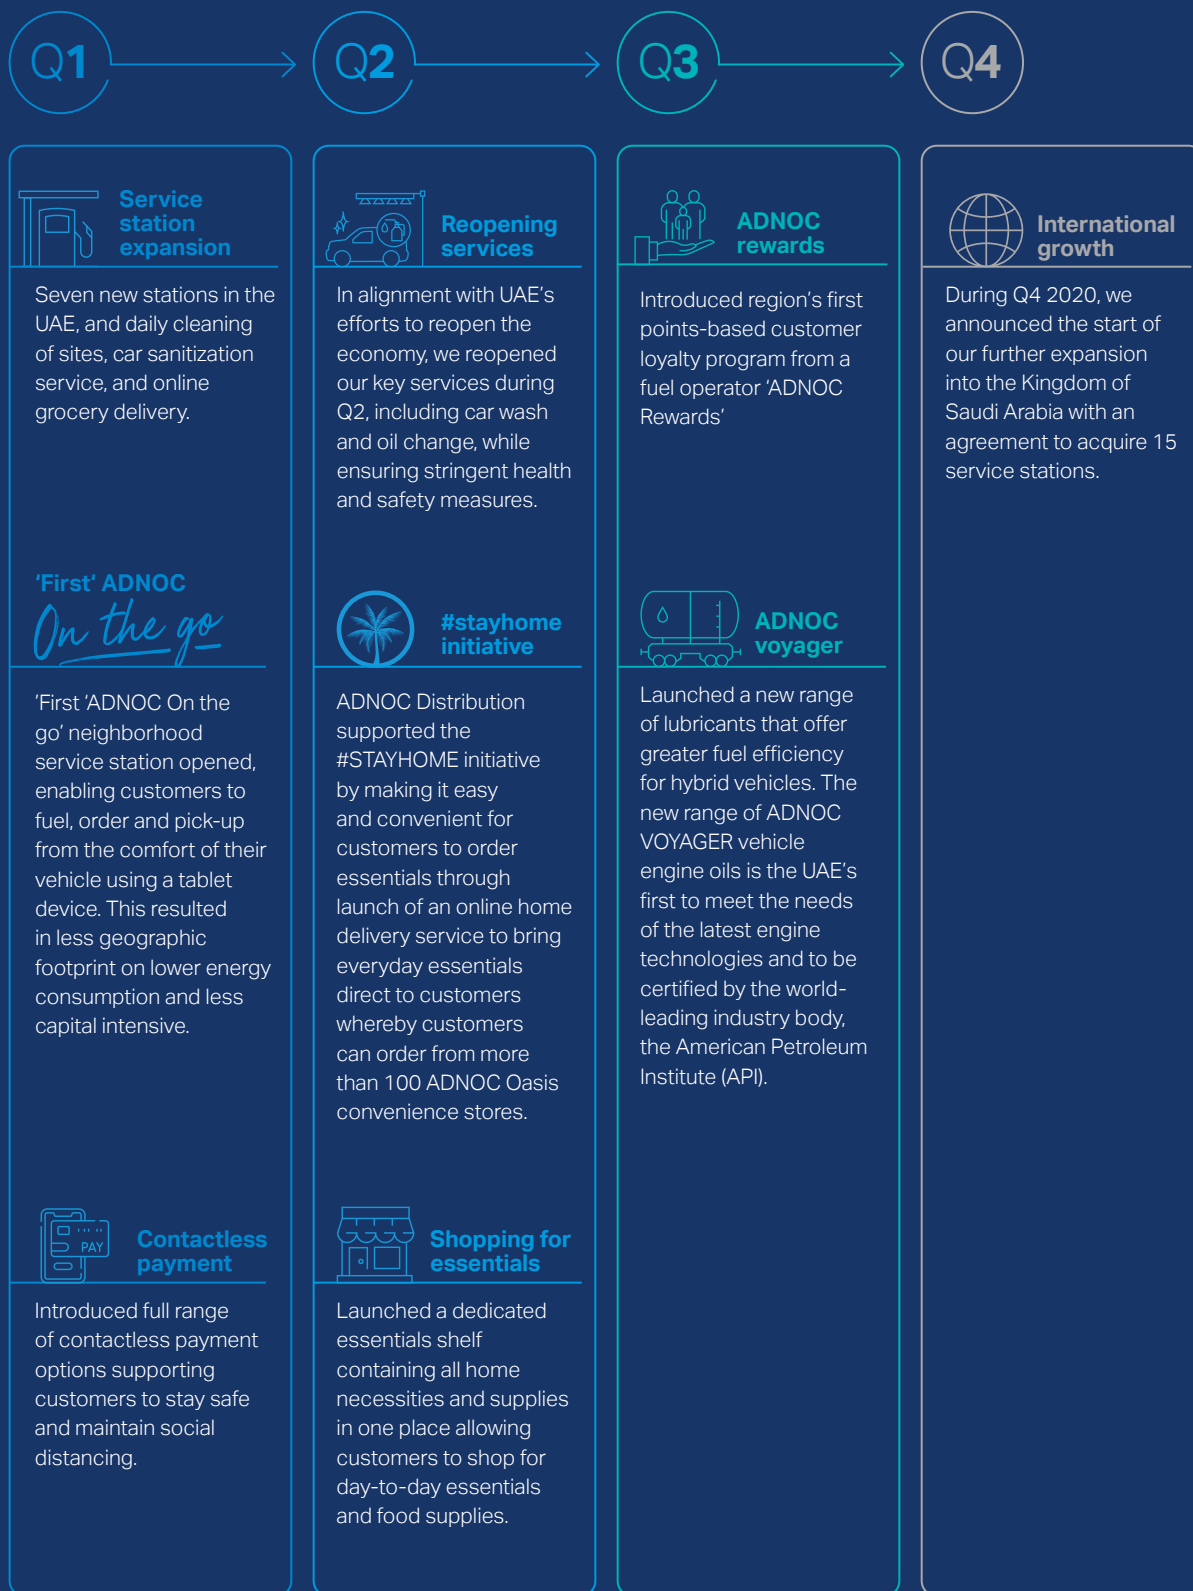 Q1
Q2
Q3
Q4
Service
station
expansion
Seven new stations in the
UAE, and daily cleaning
of sites, car sanitization
service, and online
grocery delivery.
'First' ADNOC
On the go
'First 'ADNOC On the
go' neighborhood
service station opened,
enabling customers to
fuel, order and pick-up
from the comfort of their
vehicle using a tablet
device. This resulted
in less geographic
footprint on lower energy
consumption and less
capital intensive.
PAY
Contactless
payment
Introduced full range
of contactless payment
options supporting
customers to stay safe
and maintain social
distancing.
Reopening
services
In alignment with UAE's
efforts to reopen the
economy, we reopened
our key services during
Q2, including car wash
and oil change, while
ensuring stringent health
and safety measures.
#stayhome
initiative
ADNOC Distribution
supported the
#STAYHOME initiative
by making it easy
and convenient for
customers to order
essentials through
launch of an online home
delivery service to bring
everyday essentials
direct to customers
whereby customers
can order from more
than 100 ADNOC Oasis
convenience stores.
Shopping for
essentials
Launched a dedicated
essentials shelf
containing all home
necessities and supplies
in one place allowing
customers to shop for
day-to-day essentials
and food supplies.
ADNOC
rewards
Introduced region's first
points-based customer
loyalty program from a
fuel operator 'ADNOC
Rewards'
ADNOC
voyager
Launched a new range
of lubricants that offer
greater fuel efficiency
for hybrid vehicles. The
new range of ADNOC
VOYAGER vehicle
engine oils is the UAE's
first to meet the needs
of the latest engine
technologies and to be
certified by the world-
leading industry body,
the American Petroleum
Institute (API).
International
growth
During Q4 2020, we
announced the start of
our further expansion
into the Kingdom of
Saudi Arabia with an
agreement to acquire 15
service stations.